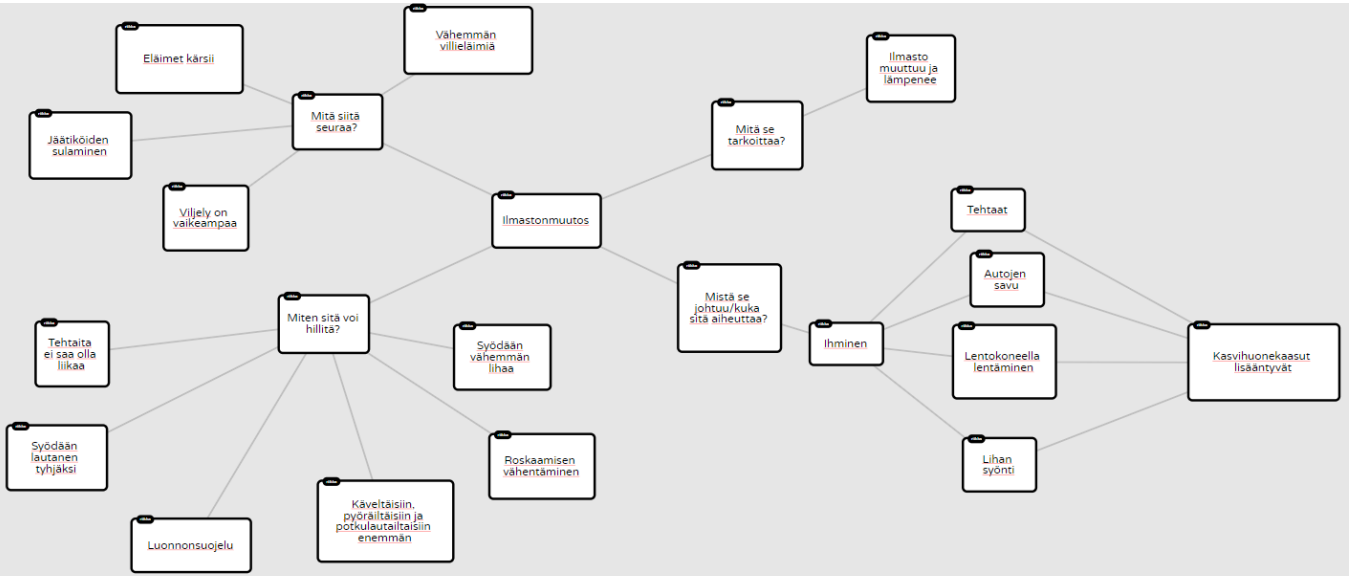 Eläimet kärsii
Vähemmän
villieläimiä
Mitä siitä
seuraa?
Jäätiköiden
sulaminen
Viljely on
vaikeampaa
Ilmasto
muuttuu ja
lämpenee
Mitä se
tarkoittaa?
Ilmastonmuutos
Mistä se
johtuu/kuka
sitä aiheuttaa?
Ihminen
Tehtaat
Autojen
savu
Lentokoneella
lentäminen
Lihan
syönti
Kasvihuonekaasut
lisääntyvät
Miten sitä voi
hillitä?
Tehtaita
ei saa olla
liikaa
Syödään
vähemmän
lihaa
Syödään
lautanen
tyhjäksi
Roskaamisen
vähentäminen
Käveltäisiin,
pyöräiltäisiin ja
potkulautailtaisiin
enemmän
Luonnonsuojelu